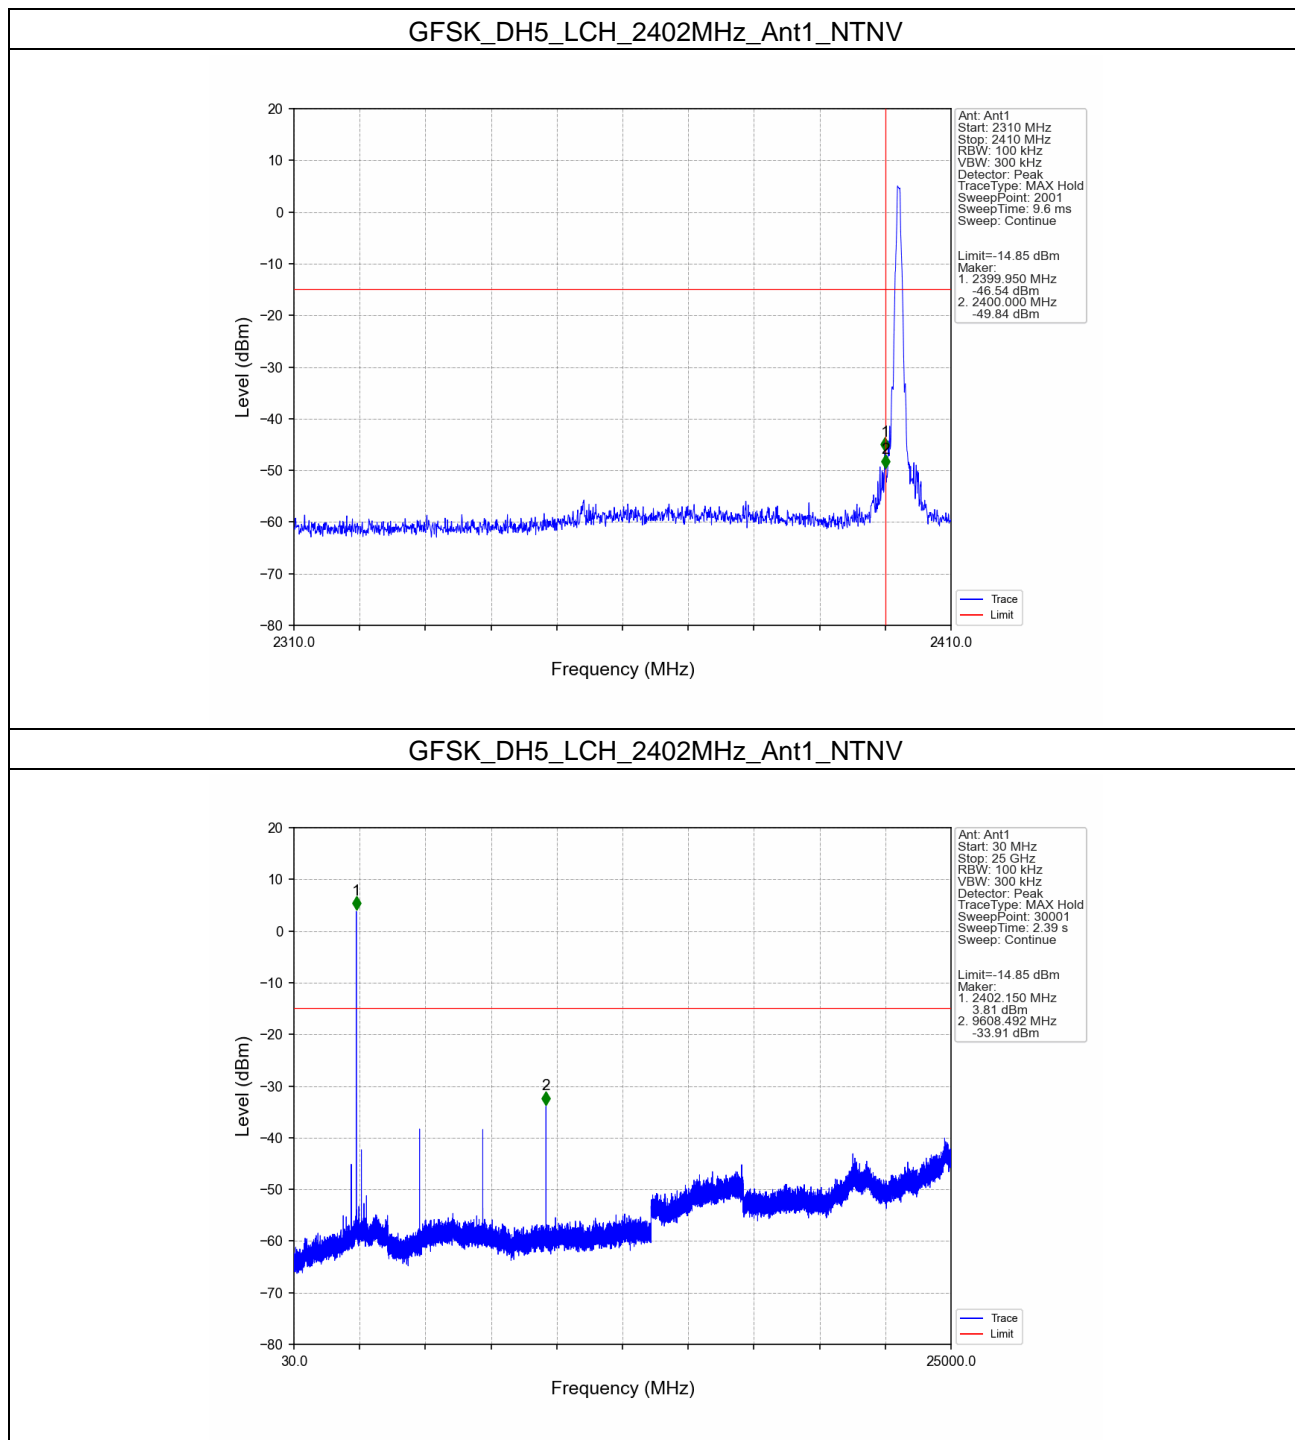 GFSK_DH5_LCH_2402MHz_Ant1_NTNV
20
10
0
−10
−20
−30
−40
−50
−60
−70
−80
Level (dBm)
1
2
2310.0
2410.0
Frequency (MHz)
Ant: Ant1
Start: 2310 MHz
Stop: 2410 MHz
RBW: 100 kHz
VBW: 300 kHz
Detector: Peak
TraceType: MAX Hold
SweepPoint: 2001
SweepTime: 9.6 ms
Sweep: Continue
Limit=-14.85 dBm
Maker:
1. 2399.950 MHz
-46.54 dBm
2. 2400.000 MHz
-49.84 dBm
Trace
Limit
GFSK_DH5_LCH_2402MHz_Ant1_NTNV
20
10
0
−10
−20
−30
−40
−50
−60
−70
−80
Level (dBm)
1
2
30.0
25000.0
Frequency (MHz)
Ant: Ant1
Start: 30 MHz
Stop: 25 GHz
RBW: 100 kHz
VBW: 300 kHz
Detector: Peak
TraceType: MAX Hold
SweepPoint: 30001
SweepTime: 2.39 s
Sweep: Continue
Limit=-14.85 dBm
Maker:
1. 2402.150 MHz
3.81 dBm
2. 9608.492 MHz
-33.91 dBm
Trace
Limit